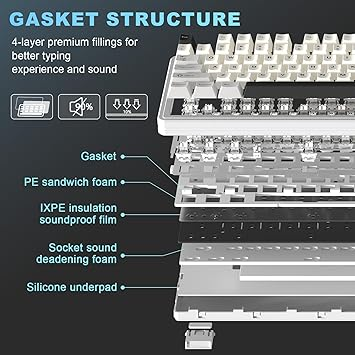 GASKET STRUCTURE
4-layer premium fillings for
better typing
experience and sound
90%
Gasket
PE sandwich foam
IXPE insulation
soundproof film
Socket sound
deadening foam
Silicone underpad